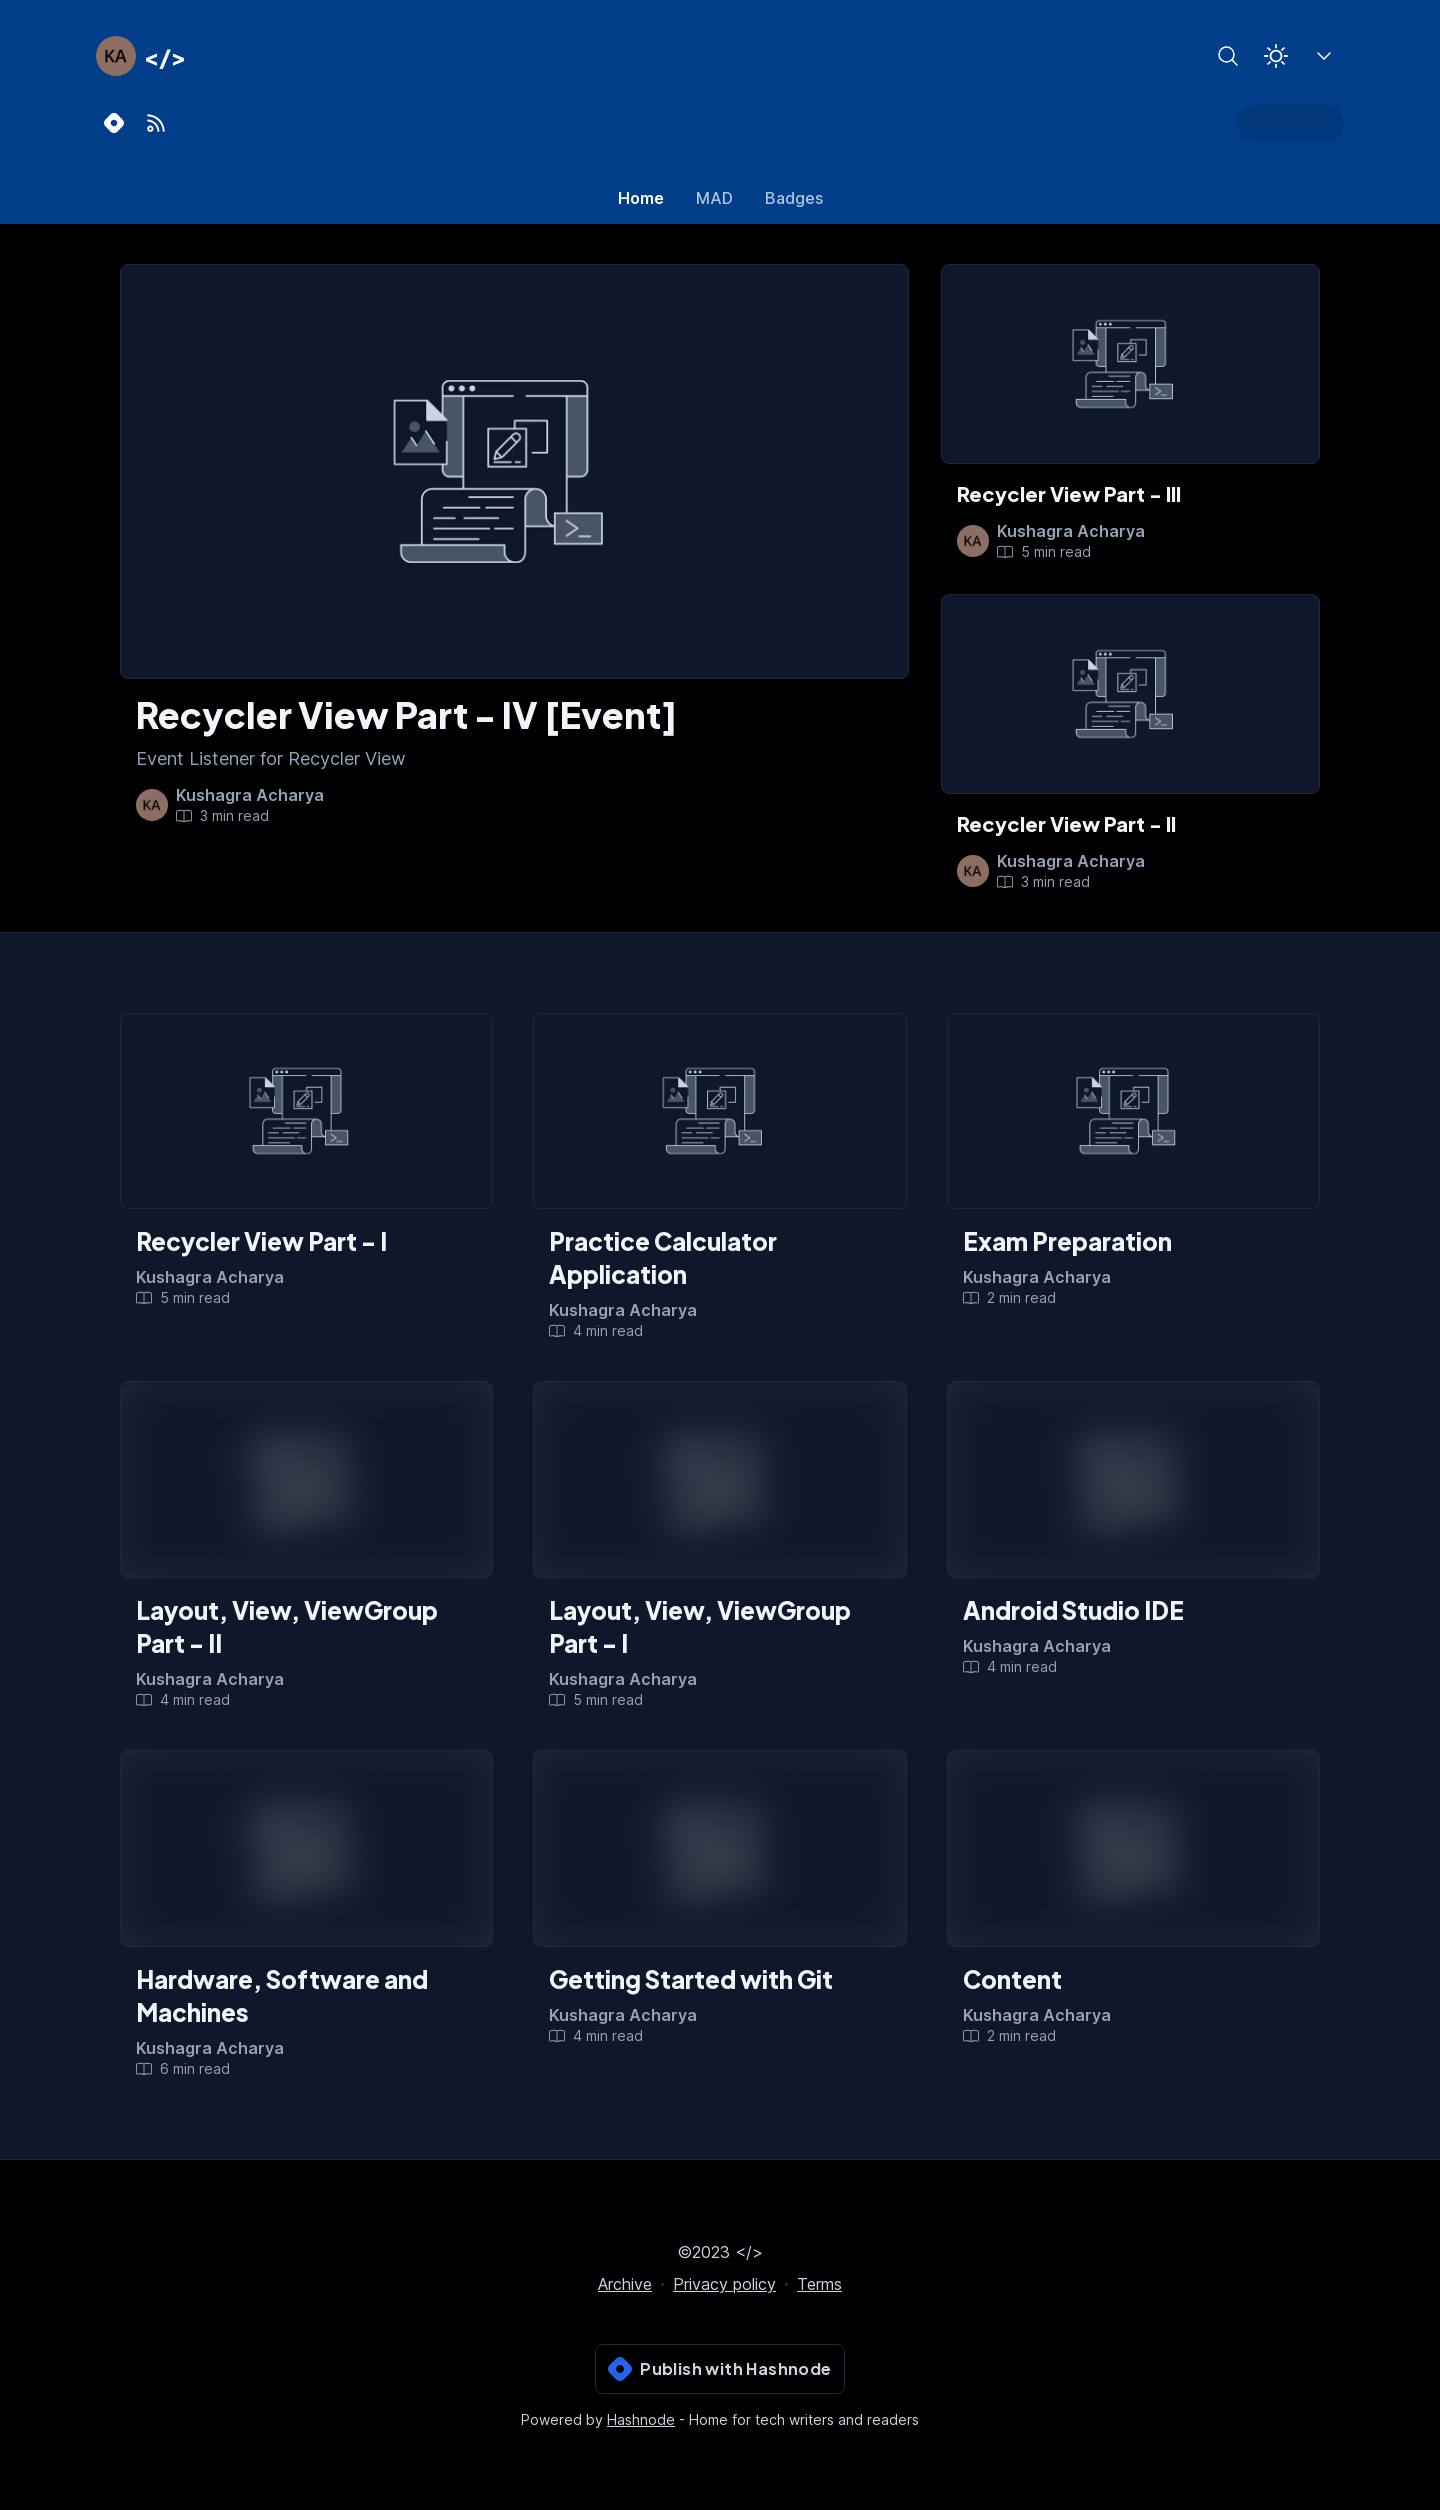 KA </>
Home MAD Badges
Recycler View Part - IV [Event]
Event Listener for Recycler View
KA Kushagra Acharya
3 min read
Recycler View Part - III
KA Kushagra Acharya
5 min read
Recycler View Part - II
KA Kushagra Acharya
3 min read
Recycler View Part - I
Kushagra Acharya
5 min read
Practice Calculator
Application
Kushagra Acharya
4 min read
Exam Preparation
Kushagra Acharya
2 min read
Layout, View, ViewGroup
Part - II
Kushagra Acharya
4 min read
Layout, View, ViewGroup
Part - I
Kushagra Acharya
5 min read
Android Studio IDE
Kushagra Acharya
4 min read
Hardware, Software and
Machines
Kushagra Acharya
6 min read
Getting Started with Git
Kushagra Acharya
4 min read
Content
Kushagra Acharya
2 min read
©2023 </>
Archive · Privacy policy · Terms
Publish with Hashnode
Powered by Hashnode - Home for tech writers and readers